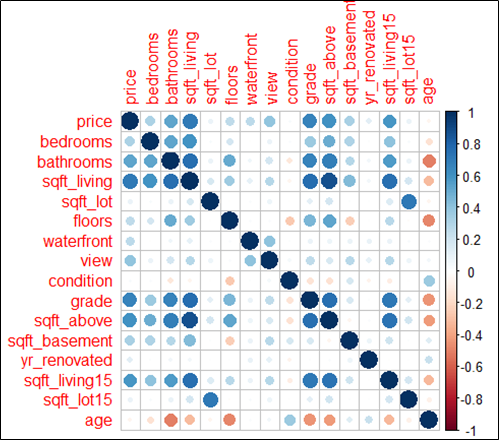 price
bedrooms
bathrooms
sqft_living
sqft_lot
floors
waterfront
view
condition
grade
sqft_above
sqft_basement
yr_renovated
sqft_living15
sqft_lot15
age
price
bedrooms
bathrooms
sqft_living
sqft_lot
floors
waterfront
view
condition
grade
sqft_above
sqft_basement
yr_renovated
sqft_living15
sqft_lot15
age
1
0.8
0.6
0.4
0.2
0
-0.2
-0.4
-0.6
-0.8
-1